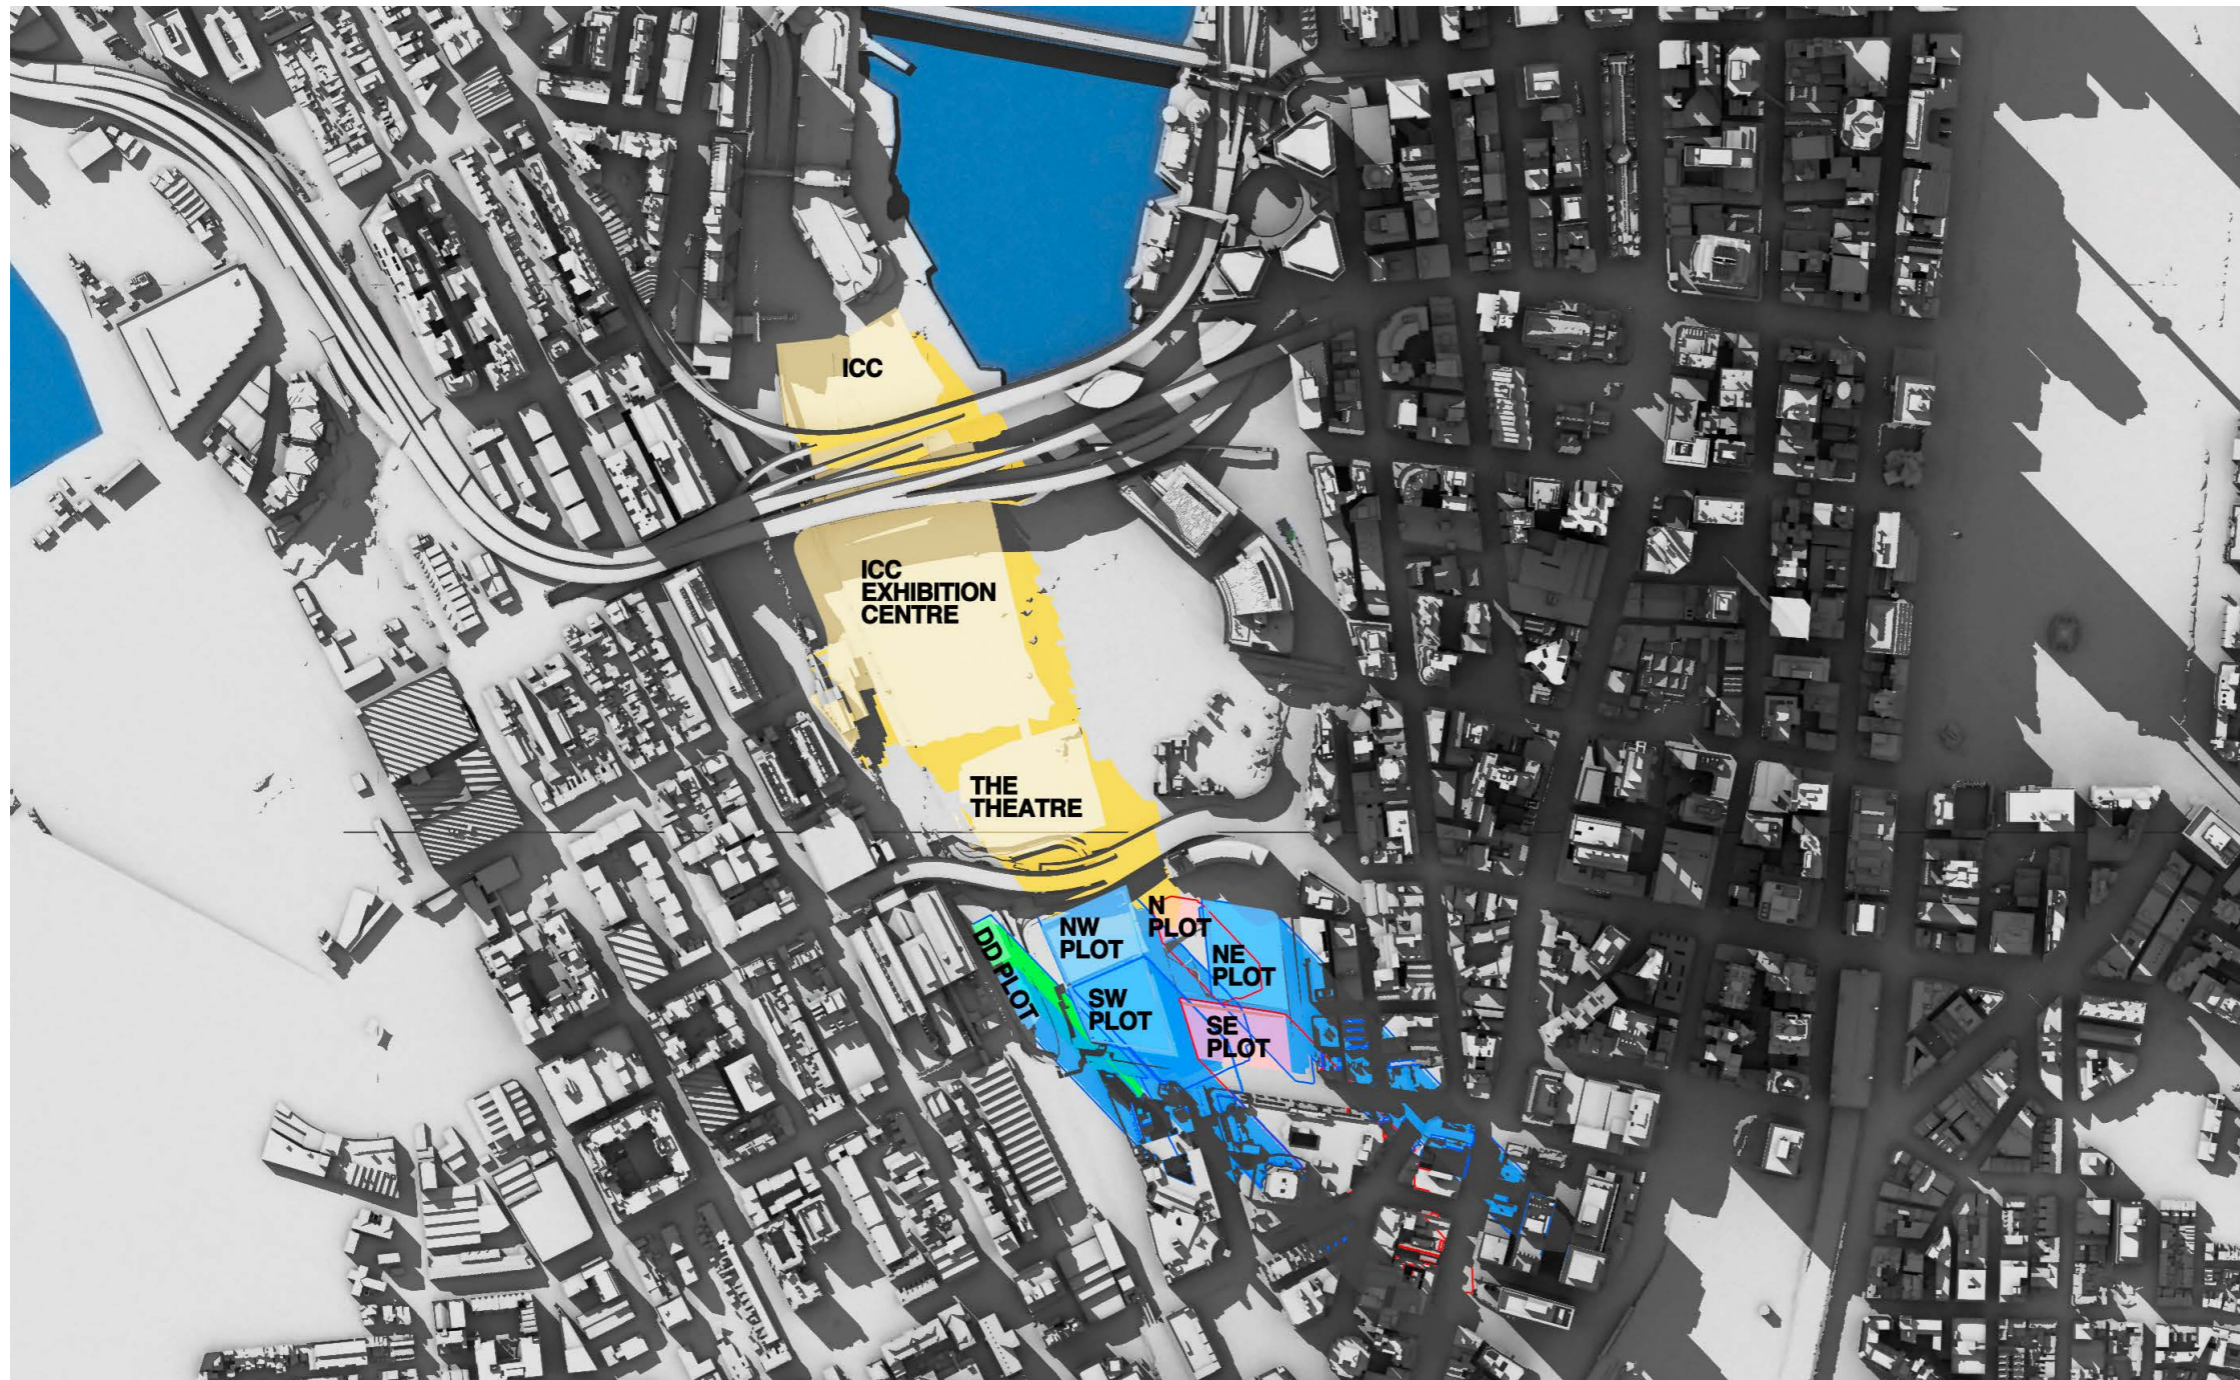 ICC
ICC
EXHIBITION
CENTRE
THE
THEATRE
N
PLOT
NW
PLOT
NE
PLOT
DD PLOT
SW
PLOT
SE
PLOT